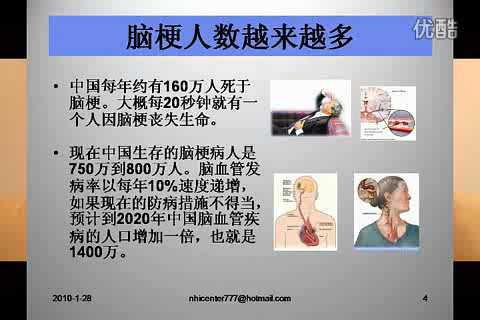 优酷
脑梗人数越来越多
• 中国每年约有160万人死于
脑梗。大概每20秒钟就有一
个人因脑梗丧失生命。
• 现在中国生存的脑梗病人是
750万到800万人。脑血管发
病率以每年10%速度递增，
如果现在的防病措施不得当，
预计到2020年中国脑血管疾
病的人口增加一倍，也就是
1400万。
2010-1-28
nhicenter777@hotmail.com
4